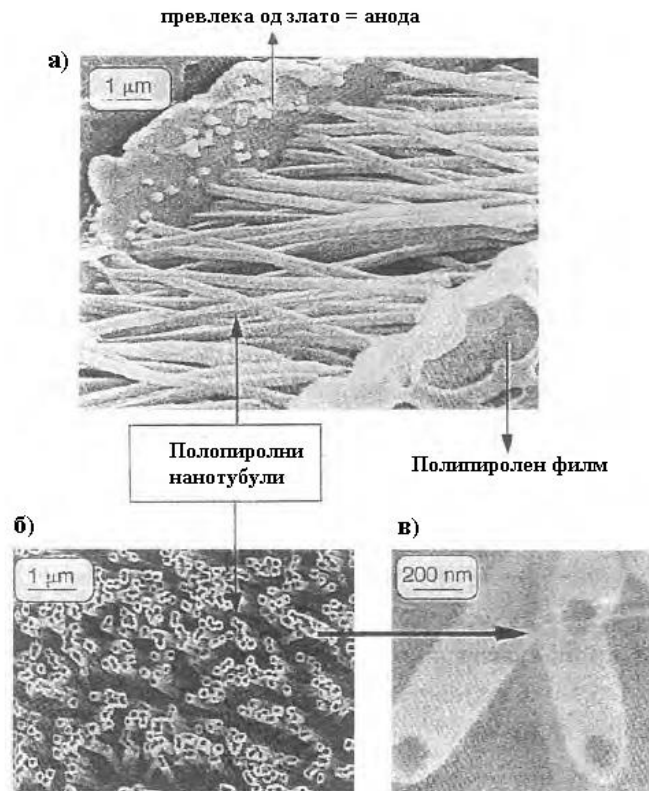 превлека од злато = анода
а)
1 μm
Полопиролни
нанотубули
Полипиролен филм
б)
1 μm
в)
200 nm